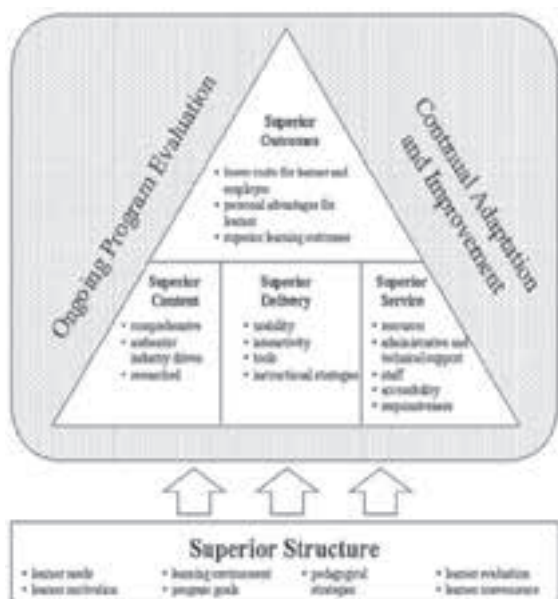 Ongoing Program Evaluation
Continual Adaptation
and Improvement
Superior
Outcomes
• lower costs for learner and
employer
• personal advantages for
learner
• superior learning outcomes
Superior
Content
• comprehensive
• authentic
industry driven
• researched
Superior
Delivery
• usability
• interactivity
• tools
• instructional strategies
Superior
Service
• resources
• administrative and
technical support
• staff
• accessibility
• responsiveness
Superior Structure
• learner needs
• learner motivation
• learning environment
• program goals
• pedagogical
strategies
• learner evaluation
• learner convenience